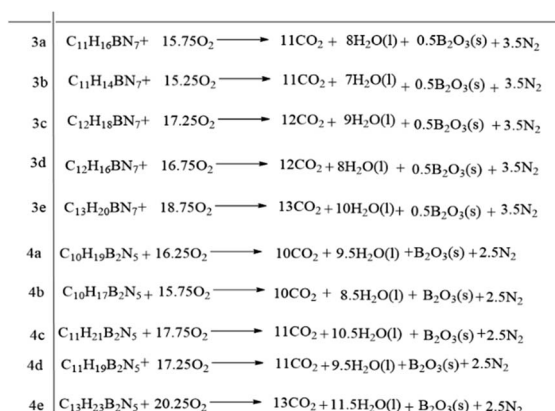 3a C₁₁H₁₆BN₇+ 15.75O₂ ⟶ 11CO₂ + 8H₂O(l) + 0.5B₂O₃(s) + 3.5N₂
3b C₁₁H₁₄BN₇+ 15.25O₂ ⟶ 11CO₂ + 7H₂O(l) + 0.5B₂O₃(s) + 3.5N₂
3c C₁₂H₁₈BN₇+ 17.25O₂ ⟶ 12CO₂ + 9H₂O(l) + 0.5B₂O₃(s) + 3.5N₂
3d C₁₂H₁₆BN₇+ 16.75O₂ ⟶ 12CO₂ + 8H₂O(l) + 0.5B₂O₃(s) + 3.5N₂
3e C₁₃H₂₀BN₇+ 18.75O₂ ⟶ 13CO₂ + 10H₂O(l) + 0.5B₂O₃(s) + 3.5N₂
4a C₁₀H₁₉B₂N₅ + 16.25O₂ ⟶ 10CO₂ + 9.5H₂O(l) + B₂O₃(s) + 2.5N₂
4b C₁₀H₁₇B₂N₅ + 15.75O₂ ⟶ 10CO₂ + 8.5H₂O(l) + B₂O₃(s) + 2.5N₂
4c C₁₁H₂₁B₂N₅ + 17.75O₂ ⟶ 11CO₂ + 10.5H₂O(l) + B₂O₃(s) + 2.5N₂
4d C₁₁H₁₉B₂N₅+ 17.25O₂ ⟶ 11CO₂ + 9.5H₂O(l) + B₂O₃(s) + 2.5N₂
4e C₁₃H₂₃B₂N₅ + 20.25O₂ ⟶ 13CO₂ + 11.5H₂O(l) + B₂O₃(s) + 2.5N₂